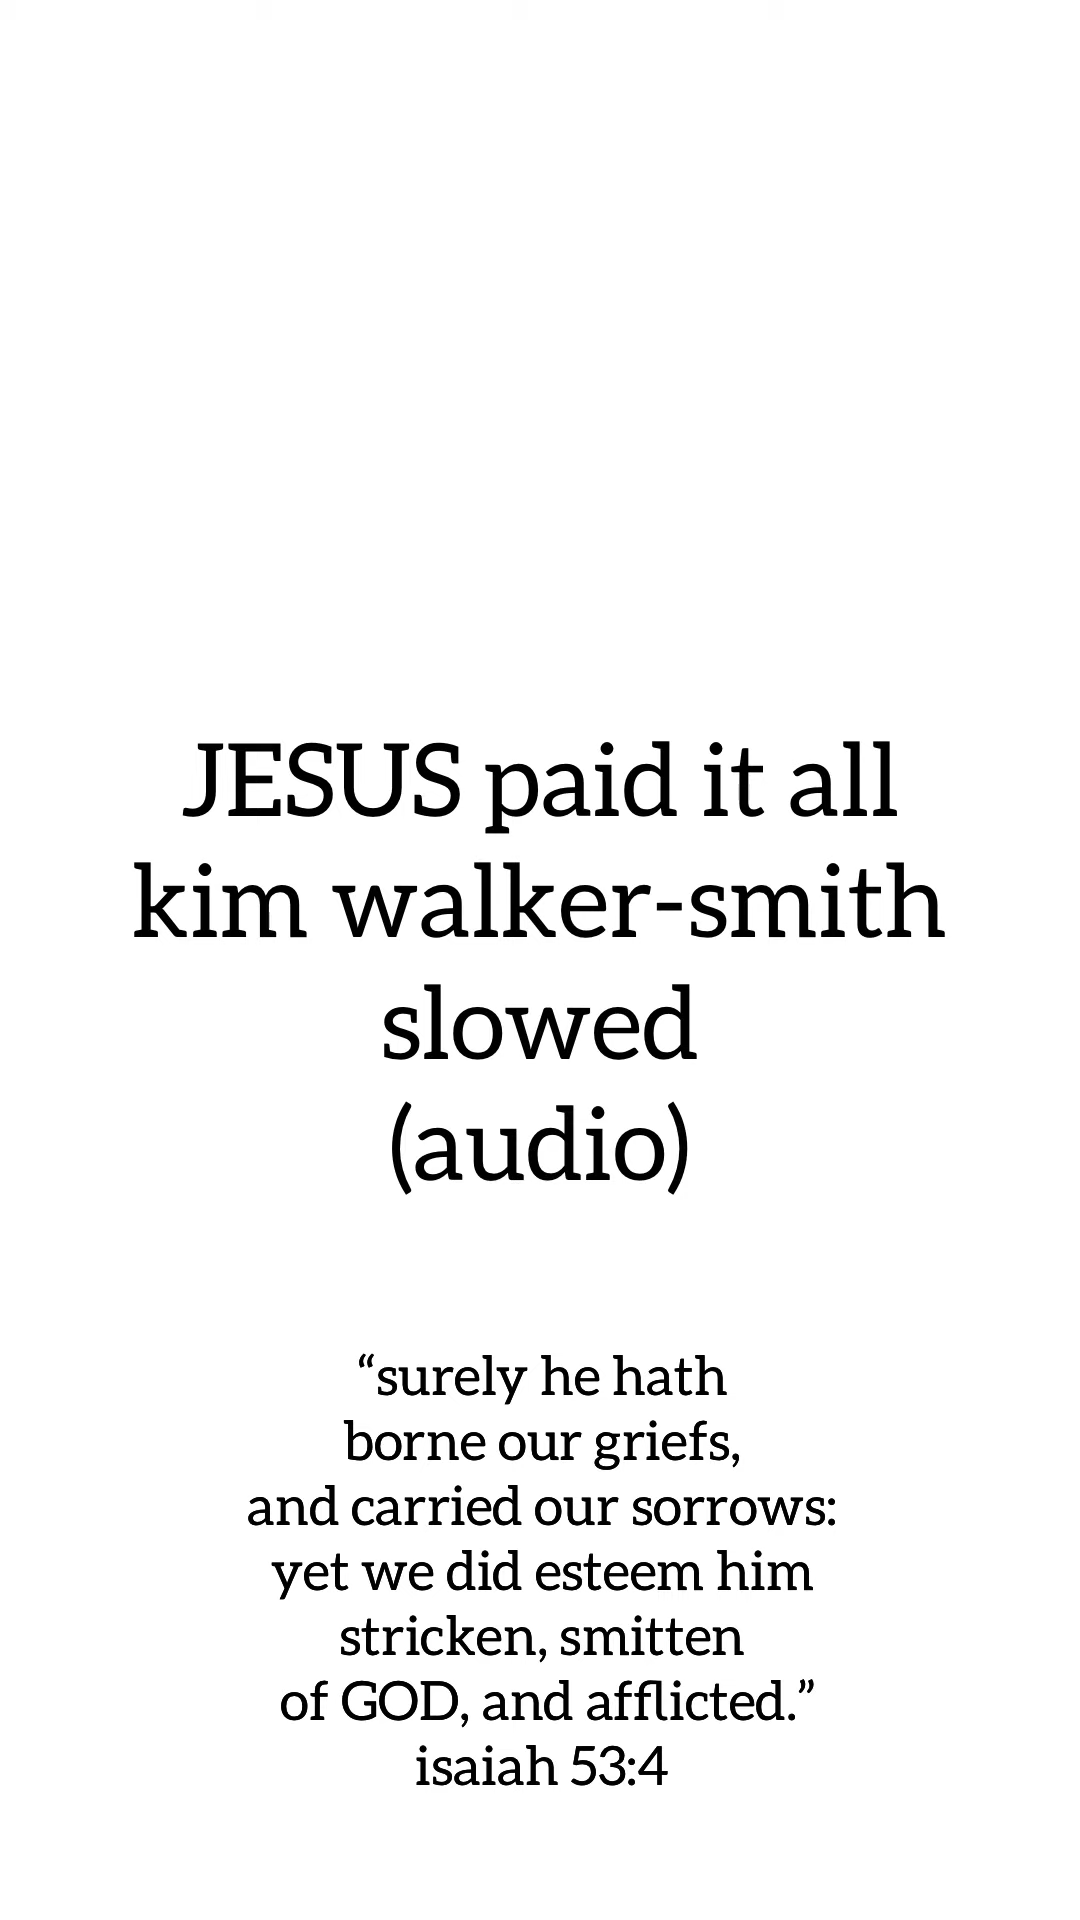 JESUS paid it all
kim walker-smith
slowed
(audio)
“surely he hath
borne our griefs,
and carried our sorrows:
yet we did esteem him
stricken, smitten
of GOD, and afflicted.”
isaiah 53:4